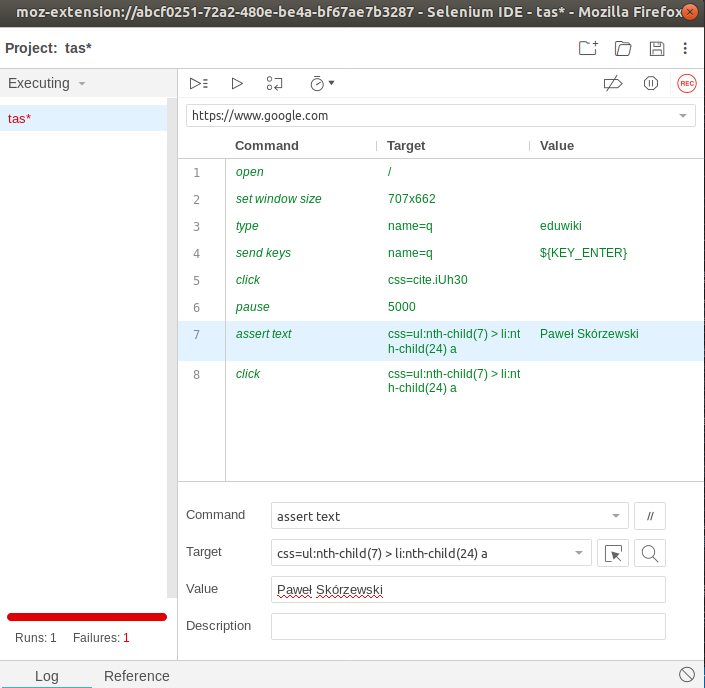 moz-extension://abcf0251-72a2-480e-be4a-bf67ae7b3287 - Selenium IDE - tas* - Mozilla Firefox
Project: tas*
Executing
REC
tas*
https://www.google.com
Command Target Value
1 open /
2 set window size 707x662
3 type name=q eduwiki
4 send keys name=q ${KEY_ENTER}
5 click css=cite.iUh30
6 pause 5000
7 assert text css=ul:nth-child(7) > li:nt Paweł Skórzewski
h-child(24) a
8 click css=ul:nth-child(7) > li:nt
h-child(24) a
Command assert text //
Target css=ul:nth-child(7) > li:nth-child(24) a
Value Paweł Skórzewski
Description
Runs: 1 Failures: 1
Log Reference